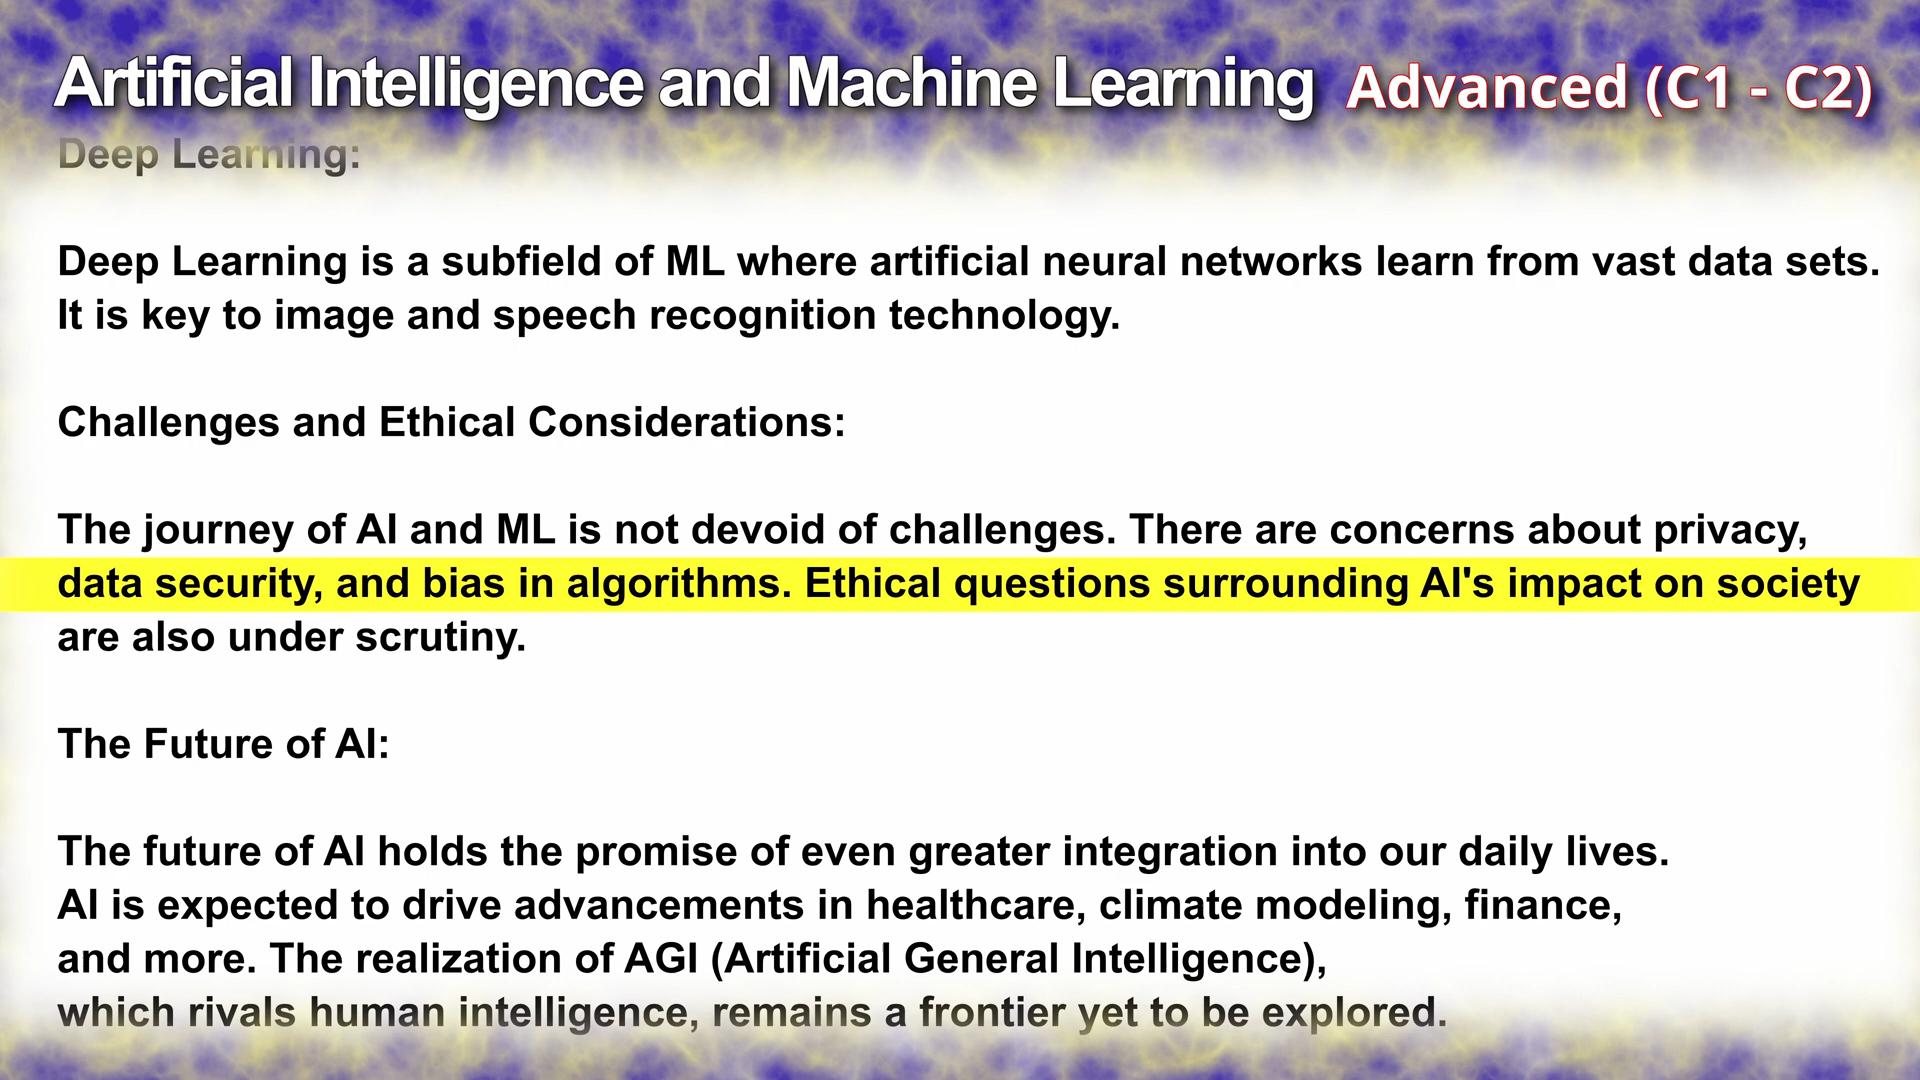 Artificial Intelligence and Machine Learning Advanced (C1 - C2)
Deep Learning:
Deep Learning is a subfield of ML where artificial neural networks learn from vast data sets.
It is key to image and speech recognition technology.
Challenges and Ethical Considerations:
The journey of AI and ML is not devoid of challenges. There are concerns about privacy,
data security, and bias in algorithms. Ethical questions surrounding AI's impact on society
are also under scrutiny.
The Future of AI:
The future of AI holds the promise of even greater integration into our daily lives.
AI is expected to drive advancements in healthcare, climate modeling, finance,
and more. The realization of AGI (Artificial General Intelligence),
which rivals human intelligence, remains a frontier yet to be explored.